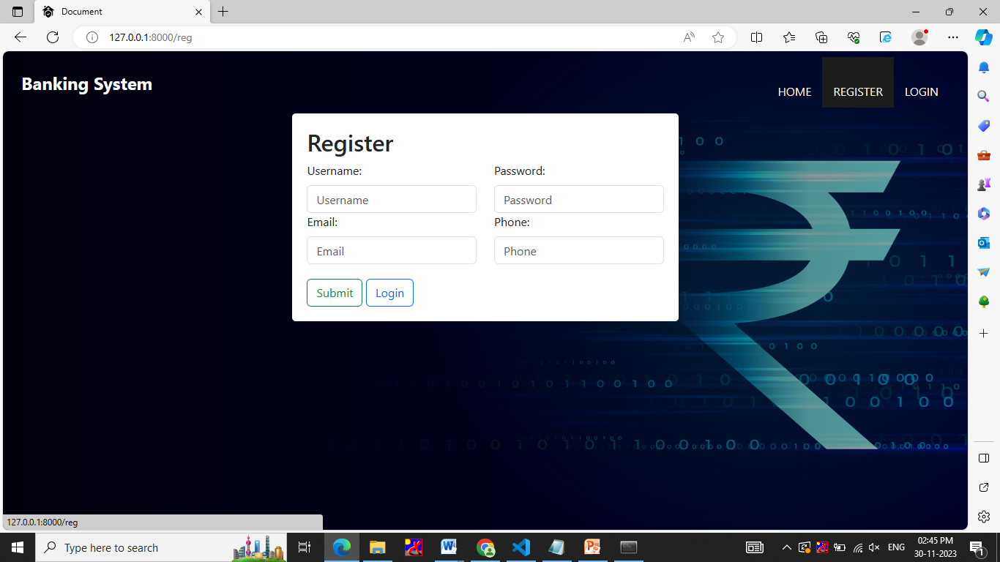 Document
127.0.0.1:8000/reg
Banking System
HOME REGISTER LOGIN
Register
Username: Password:
Username Password
Email: Phone:
Email Phone
Submit Login
127.0.0.1:8000/reg
Type here to search
ENG
02:45 PM
30-11-2023
1